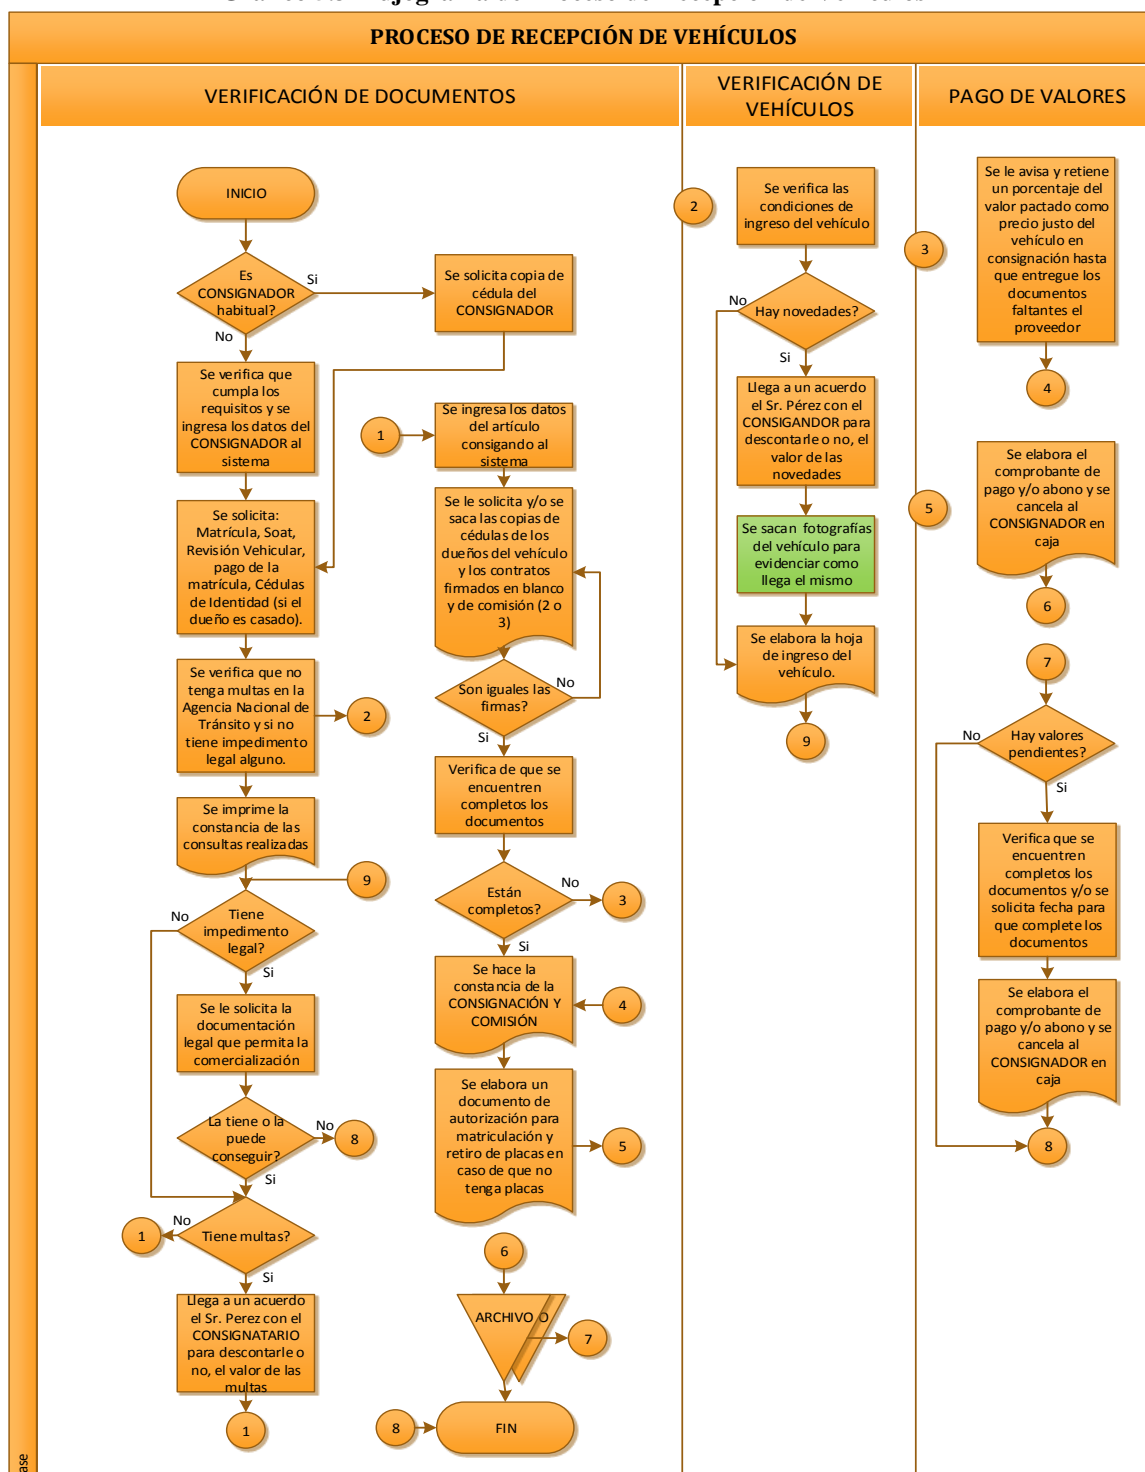 PROCESO DE RECEPCIÓN DE VEHÍCULOS
VERIFICACIÓN DE DOCUMENTOS
VERIFICACIÓN DE
VEHÍCULOS
PAGO DE VALORES
INICIO
Es
CONSIGNADOR
habitual?
Si
No
Se solicita copia de
cédula del
CONSIGNADOR
Se verifica que
cumpla los
requisitos y se
ingresa los datos del
CONSIGNADOR al
sistema
Se solicita:
Matrícula, Soat,
Revisión Vehicular,
pago de la
matrícula, Cédulas
de Identidad (si el
dueño es casado).
Se verifica que no
tenga multas en la
Agencia Nacional de
Tránsito y si no
tiene impedimento
legal alguno.
2
Se imprime la
constancia de las
consultas realizadas
9
Tiene
impedimento
legal?
No
Si
Se le solicita la
documentación
legal que permita la
comercialización
La tiene o la
puede
conseguir?
No
8
Si
Tiene multas?
No
1
Si
Llega a un acuerdo
el Sr. Perez con el
CONSIGNATARIO
para descontarle o
no, el valor de las
multas
1
1
Se ingresa los datos
del artículo
consigando al
sistema
Se le solicita y/o se
saca las copias de
cédulas de los
dueños del vehículo
y los contratos
firmados en blanco
y de comisión (2 o
3)
Son iguales las
firmas?
No
Si
Verifica de que se
encuentren
completos los
documentos
Están
completos?
No
3
Si
Se hace la
constancia de la
CONSIGNACIÓN Y
COMISIÓN
4
Se elabora un
documento de
autorización para
matriculación y
retiro de placas en
caso de que no
tenga placas
5
6
ARCHIVO O
7
8
FIN
2
Se verifica las
condiciones de
ingreso del vehículo
Hay novedades?
No
Si
Llega a un acuerdo
el Sr. Pérez con el
CONSIGANDOR para
descontarle o no, el
valor de las
novedades
Se sacan fotografías
del vehículo para
evidenciar como
llega el mismo
Se elabora la hoja
de ingreso del
vehículo.
9
3
Se le avisa y retiene
un porcentaje del
valor pactado como
precio justo del
vehículo en
consignación hasta
que entregue los
documentos
faltantes el
proveedor
4
5
Se elabora el
comprobante de
pago y/o abono y se
cancela al
CONSIGNADOR en
caja
6
7
Hay valores
pendientes?
No
Si
Verifica que se
encuentren
completos los
documentos y/o se
solicita fecha para
que complete los
documentos
Se elabora el
comprobante de
pago y/o abono y se
cancela al
CONSIGNADOR en
caja
8